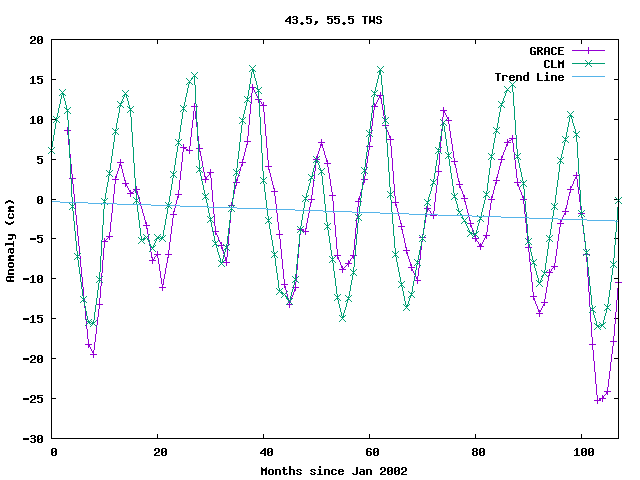 43.5, 55.5 TWS
GRACE
CLM
Trend Line
20
15
10
5
0
-5
-10
-15
-20
-25
-30
Anomaly (cm)
0 20 40 60 80 100
Months since Jan 2002